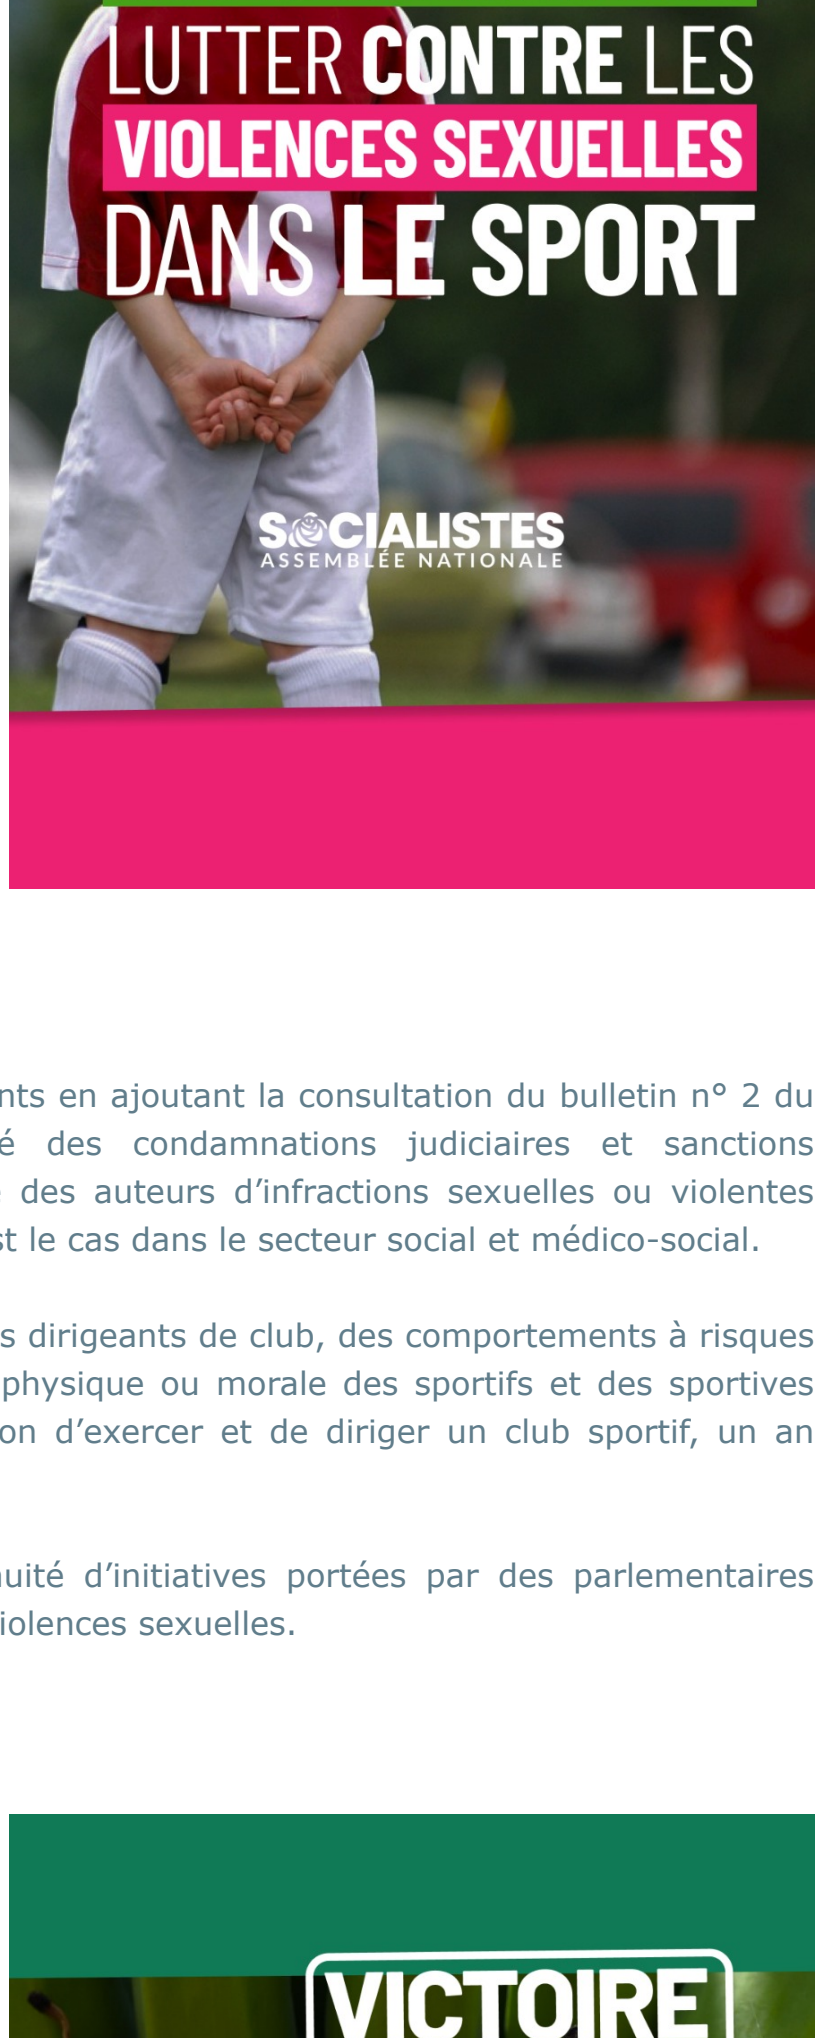 LUTTER CONTRE LES
VIOLENCES SEXUELLES
DANS LE SPORT
SOCIALISTES
ASSEMBLÉE NATIONALE
en ajoutant la consultation du bulletin n° 2 du
des condamnations judiciaires et sanctions
des auteurs d’infractions sexuelles ou violentes
le cas dans le secteur social et médico-social.
dirigeants de club, des comportements à risques
physique ou morale des sportifs et des sportives
d’exercer et de diriger un club sportif, un an
d’initiatives portées par des parlementaires
iolences sexuelles.
VICTOIRE